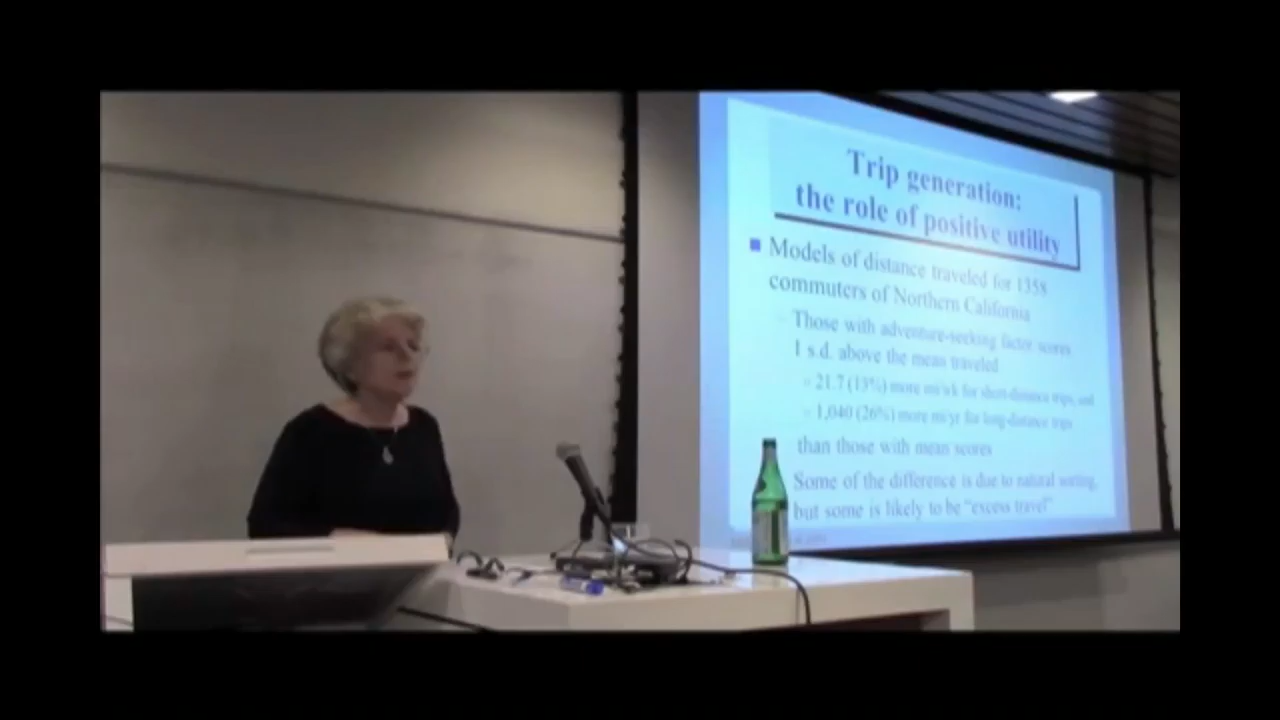 Trip generation:
the role of positive utility
Models of distance traveled for 1358
commuters of Northern California
Those with adventure-seeking factor scores
1 s.d. above the mean traveled
21.7 (13%) more mi/wk for short-distance trips, and
1,040 (26%) more mi/yr for long-distance trips
than those with mean scores
Some of the difference is due to natural sorting,
but some is likely to be “excess travel”